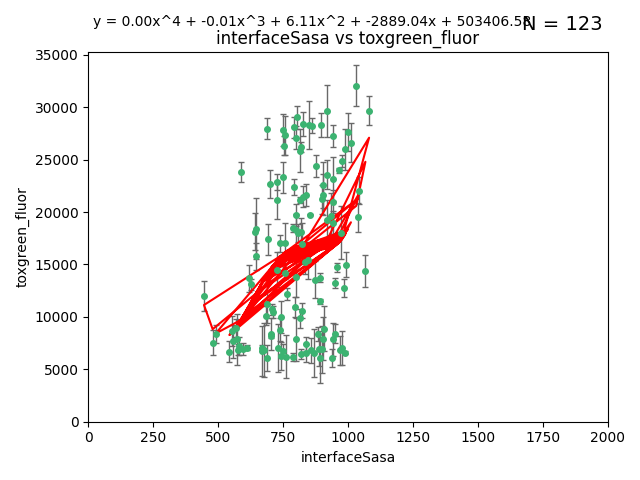 y = 0.00x^4 + -0.01x^3 + 6.11x^2 + -2889.04x + 503406.58
N = 123
interfaceSasa vs toxgreen_fluor
35000
30000
25000
20000
15000
10000
5000
0
toxgreen_fluor
0 250 500 750 1000 1250 1500 1750 2000
interfaceSasa